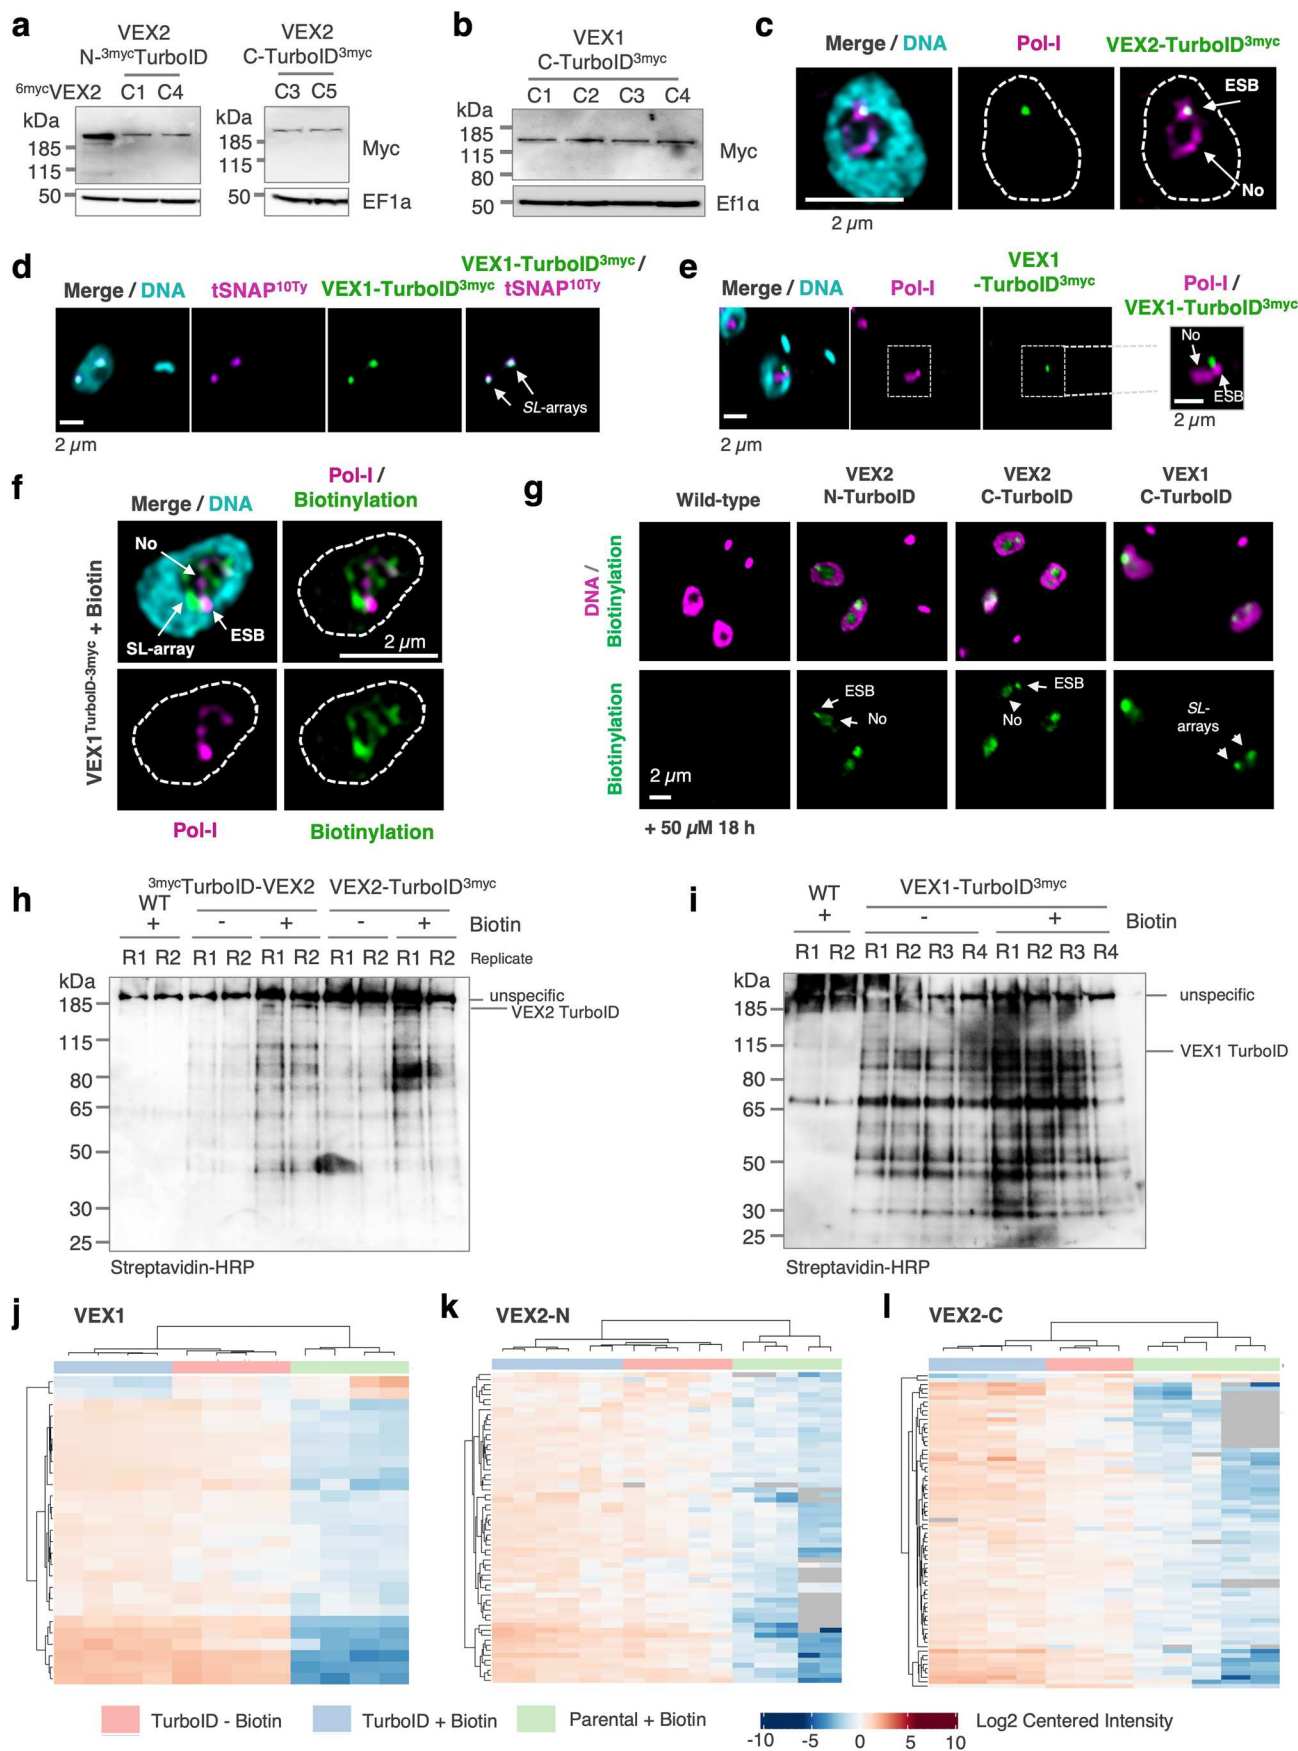 a
VEX2
N-3mycTurboID
VEX2
C-TurboID3myc
6mycVEX2 C1 C4
C3 C5
kDa
185
115
50
kDa
185
115
50
Myc
EF1a
b
VEX1
C-TurboID3myc
C1 C2 C3 C4
kDa
185
115
80
50
Myc
Ef1α
c
Merge / DNA
Pol-I
VEX2-TurboID3myc
ESB
No
2 µm
d
Merge / DNA
tSNAP10Ty
VEX1-TurboID3myc
VEX1-TurboID3myc /
tSNAP10Ty
SL-arrays
2 µm
e
Merge / DNA
Pol-I
VEX1
-TurboID3myc
Pol-I /
VEX1-TurboID3myc
No
ESB
2 µm
2 µm
f
Merge / DNA
Pol-I /
Biotinylation
VEX1TurboID-3myc + Biotin
No
SL-array
ESB
2 µm
Pol-I
Biotinylation
g
Wild-type
VEX2
N-TurboID
VEX2
C-TurboID
VEX1
C-TurboID
DNA /
Biotinylation
Biotinylation
ESB
No
ESB
No
SL-
arrays
2 µm
+ 50 µM 18 h
h
3mycTurboID-VEX2 VEX2-TurboID3myc
WT
+ - + - + Biotin
R1 R2 R1 R2 R1 R2 R1 R2 R1 R2 Replicate
kDa
185
115
80
65
50
30
25
unspecific
VEX2 TurboID
Streptavidin-HRP
i
WT VEX1-TurboID3myc
+ - + Biotin
R1 R2 R1 R2 R3 R4 R1 R2 R3 R4
kDa
185
115
80
65
50
30
25
unspecific
VEX1 TurboID
Streptavidin-HRP
j
VEX1
k
VEX2-N
l
VEX2-C
TurboID - Biotin
TurboID + Biotin
Parental + Biotin
Log2 Centered Intensity
-10 -5 0 5 10